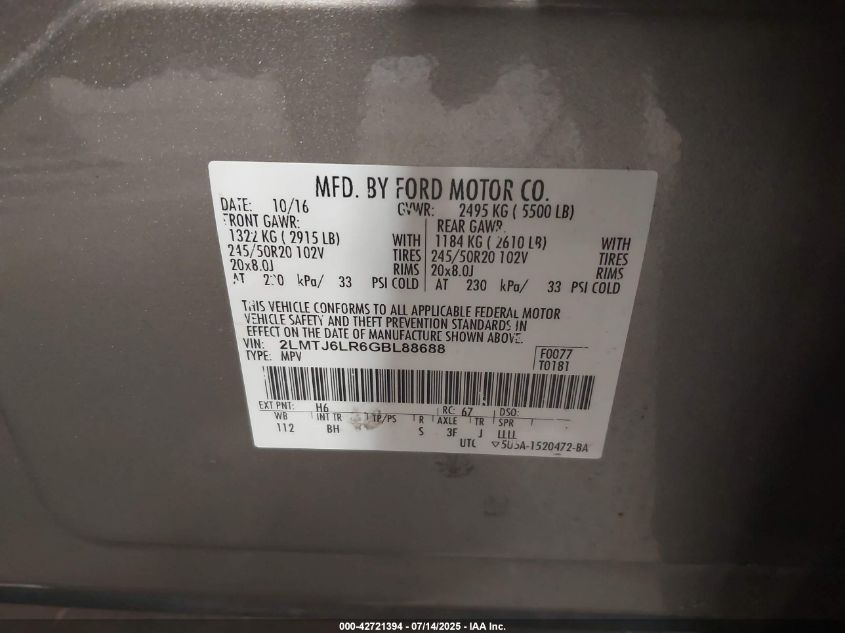 MFD. BY FORD MOTOR CO.
DATE: 10/16 GVWR: 2495 KG ( 5500 LB)
FRONT GAWR: REAR GAWR:
1322 KG ( 2915 LB) WITH 1184 KG ( 2610 LB) WITH
245/50R20 102V TIRES 245/50R20 102V TIRES
20x8.0J RIMS 20x8.0J RIMS
AT 230 kPa/ 33 PSI COLD AT 230 kPa/ 33 PSI COLD
THIS VEHICLE CONFORMS TO ALL APPLICABLE FEDERAL MOTOR
VEHICLE SAFETY AND THEFT PREVENTION STANDARDS IN
EFFECT ON THE DATE OF MANUFACTURE SHOWN ABOVE.
VIN: 2LMTJ6LR6GBL88688 F0077
TYPE: MPV T0181
EXT PNT: H6 RC: 67 DSO:
WB INT TR TP/PS R AXLE TR SPR
112 BH S 3F J
UTC
000-42721394 - 07/14/2025 - IAA Inc.